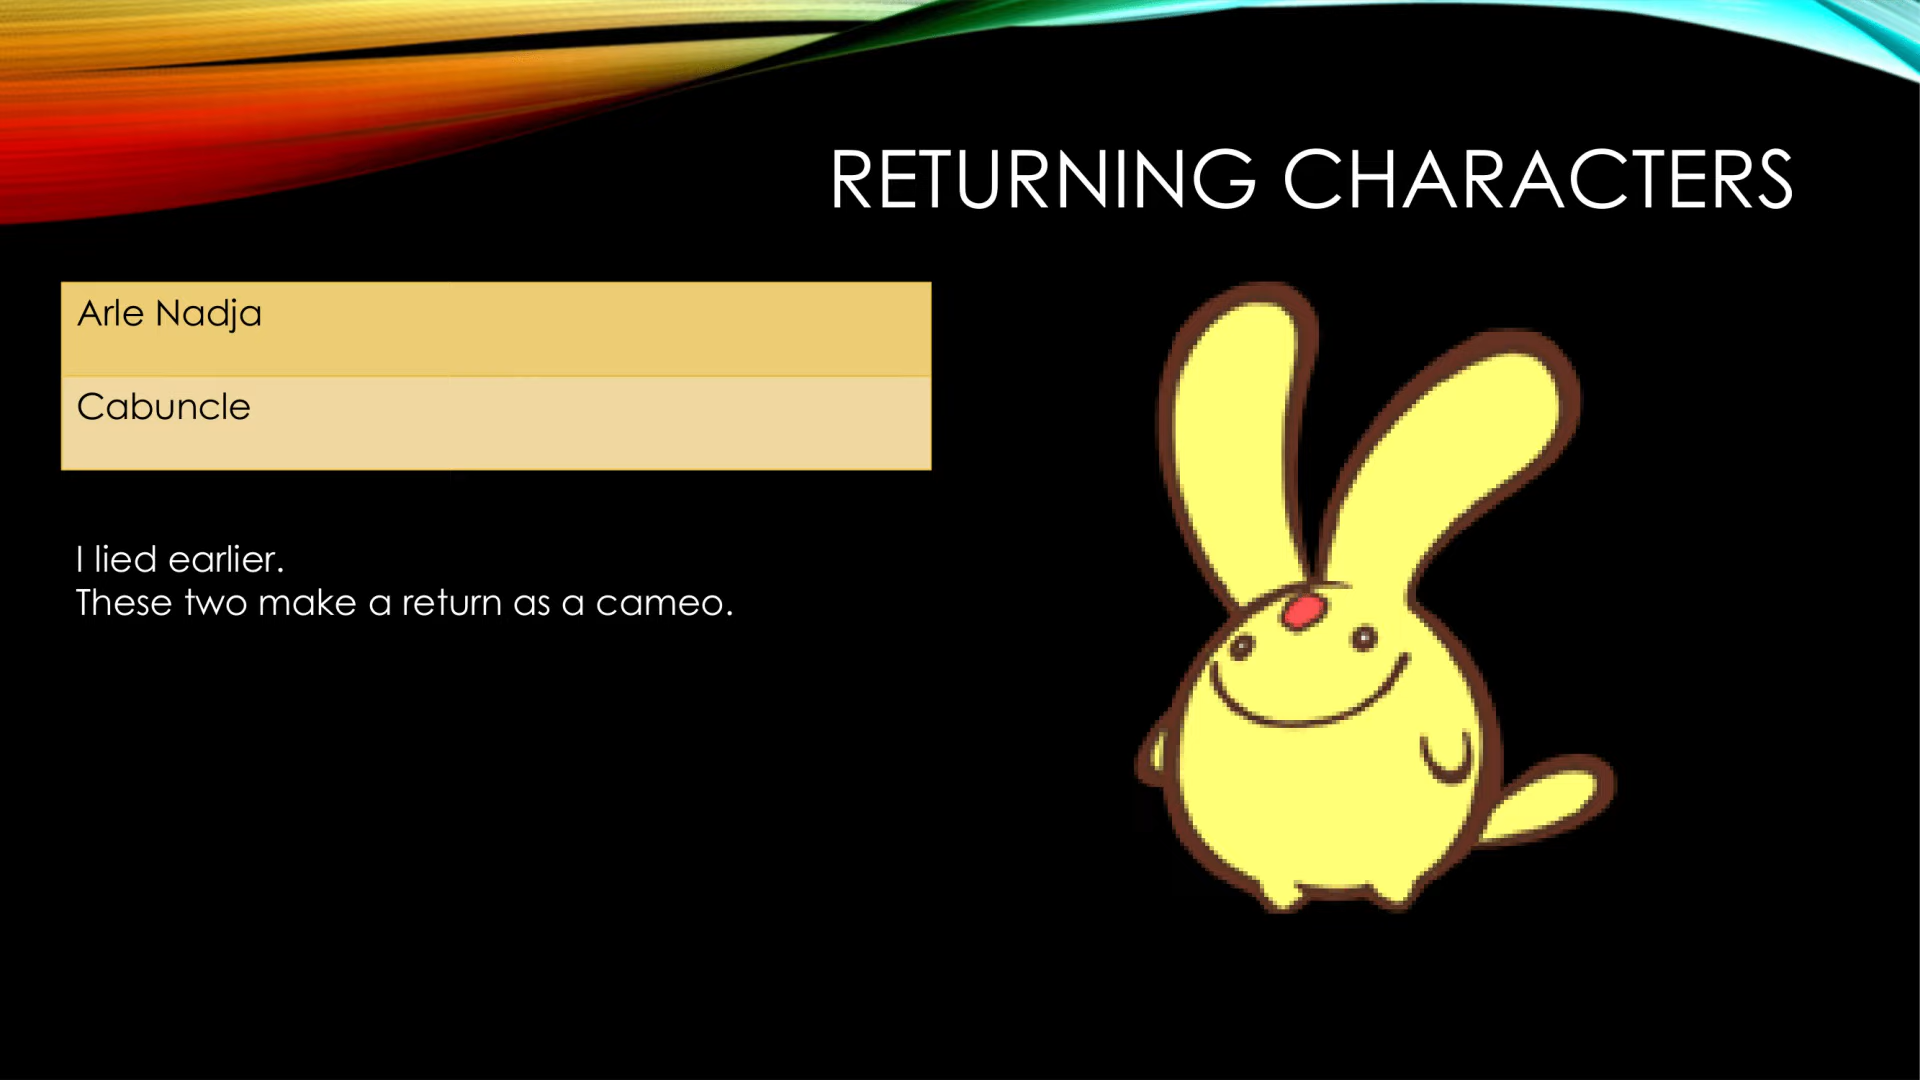 RETURNING CHARACTERS
Arle Nadja
Cabuncle
I lied earlier.
These two make a return as a cameo.